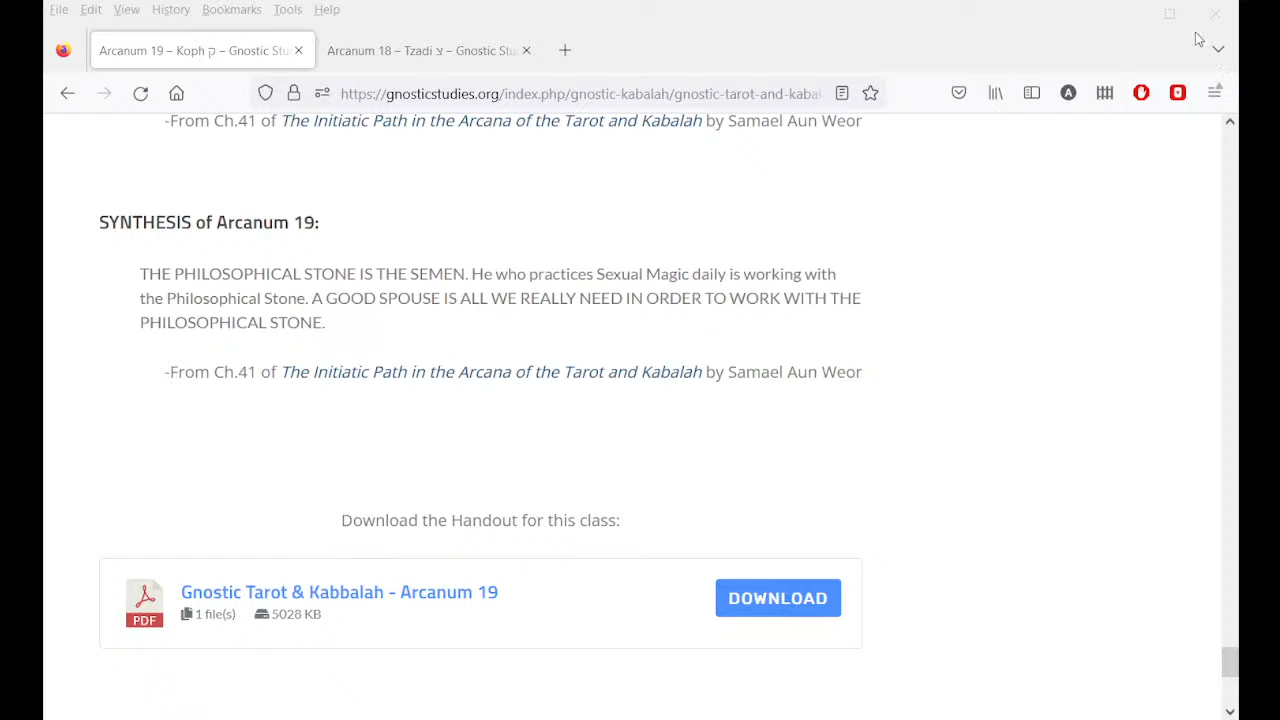 File Edit View History Bookmarks Tools Help
Arcanum 19 – Koph ק – Gnostic Stu
Arcanum 18 – Tzadi צ – Gnostic Stu
https://gnosticstudies.org/index.php/gnostic-kabalah/gnostic-tarot-and-kabal
-From Ch.41 of The Initiatic Path in the Arcana of the Tarot and Kabalah by Samael Aun Weor
SYNTHESIS of Arcanum 19:
THE PHILOSOPHICAL STONE IS THE SEMEN. He who practices Sexual Magic daily is working with
the Philosophical Stone. A GOOD SPOUSE IS ALL WE REALLY NEED IN ORDER TO WORK WITH THE
PHILOSOPHICAL STONE.
-From Ch.41 of The Initiatic Path in the Arcana of the Tarot and Kabalah by Samael Aun Weor
Download the Handout for this class:
Gnostic Tarot & Kabbalah - Arcanum 19
1 file(s) 5028 KB
PDF
DOWNLOAD